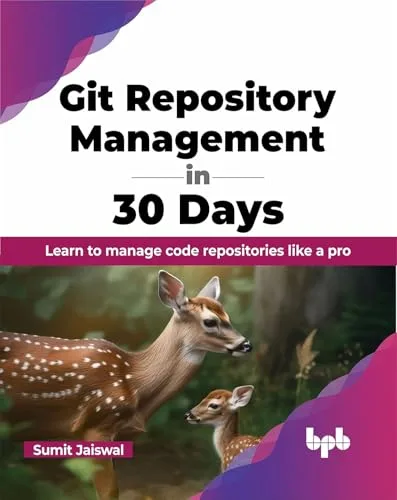 Git Repository
Management
in
30 Days
Learn to manage code repositories like a pro
Sumit Jaiswal
bpb